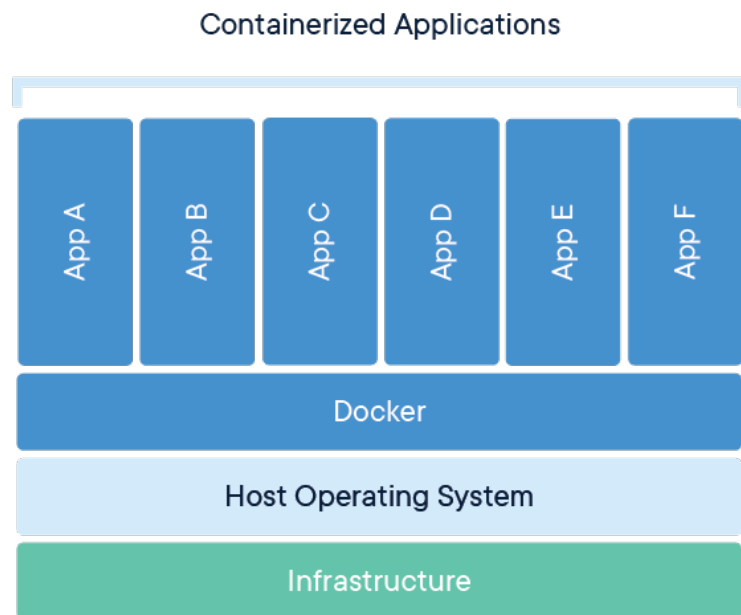 Containerized Applications
App A
App B
App C
App D
App E
App F
Docker
Host Operating System
Infrastructure